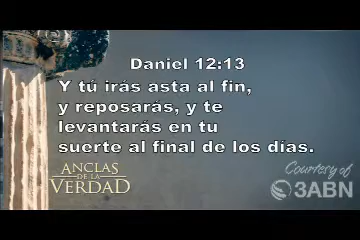 Daniel 12:13
Y tú irás asta al fin,
y reposarás, y te
levantarás en tu
suerte al final de los días.
ANCLAS
DE LA
VERDAD
Courtesy of
3ABN